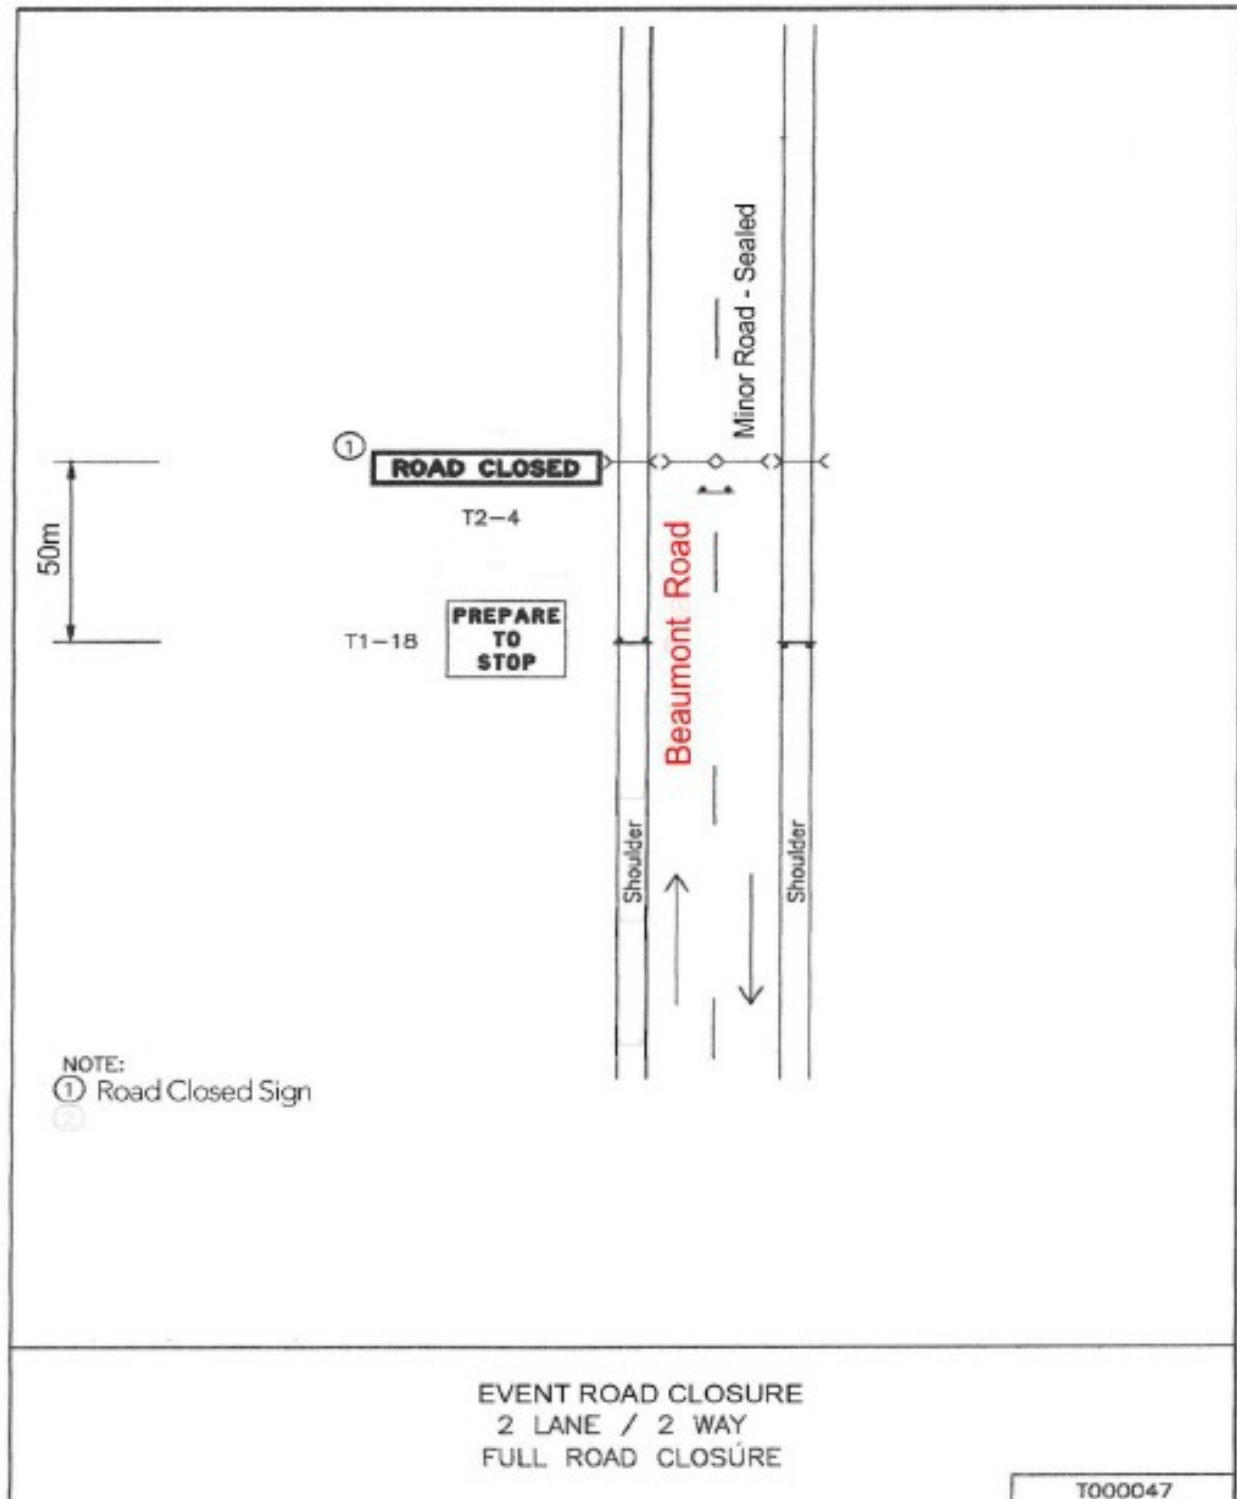 Minor Road - Sealed
①
ROAD CLOSED
T2-4
50m
Beaumont Road
T1-18
PREPARE
TO
STOP
Shoulder
Shoulder
NOTE:
① Road Closed Sign
②
EVENT ROAD CLOSURE
2 LANE / 2 WAY
FULL ROAD CLOSURE
T000047